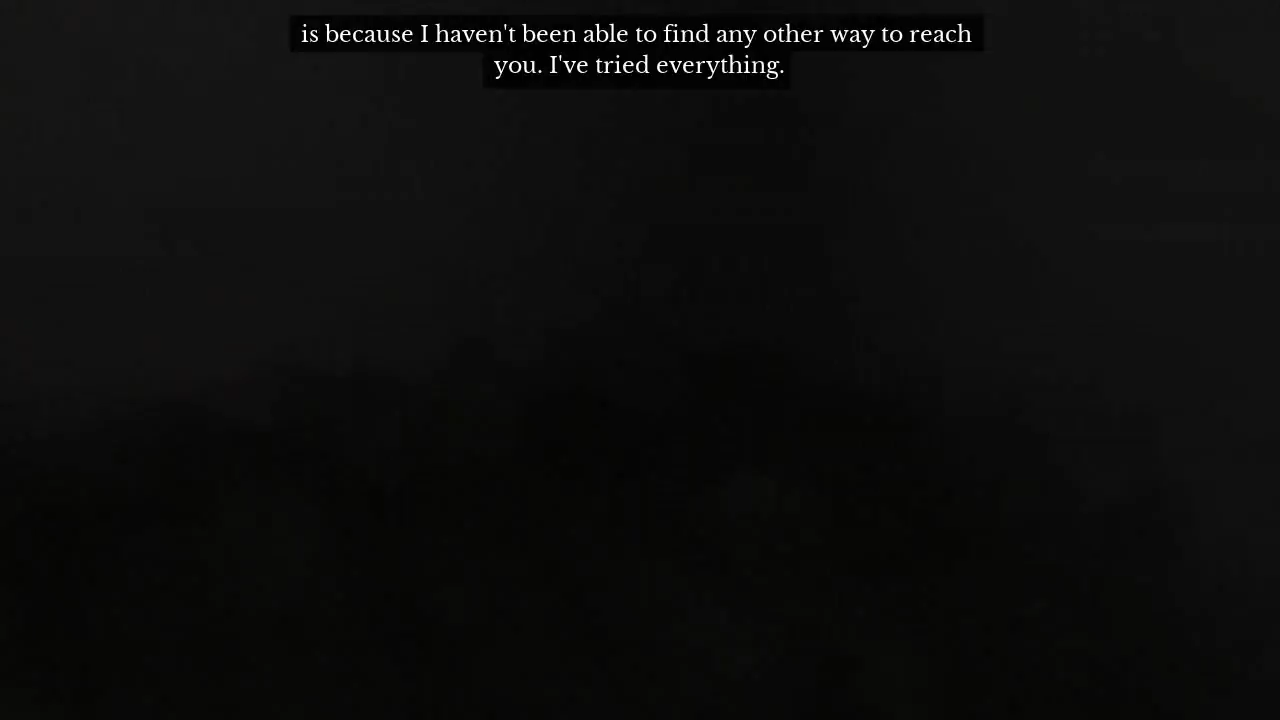 is because I haven't been able to find any other way to reach
you. I've tried everything.